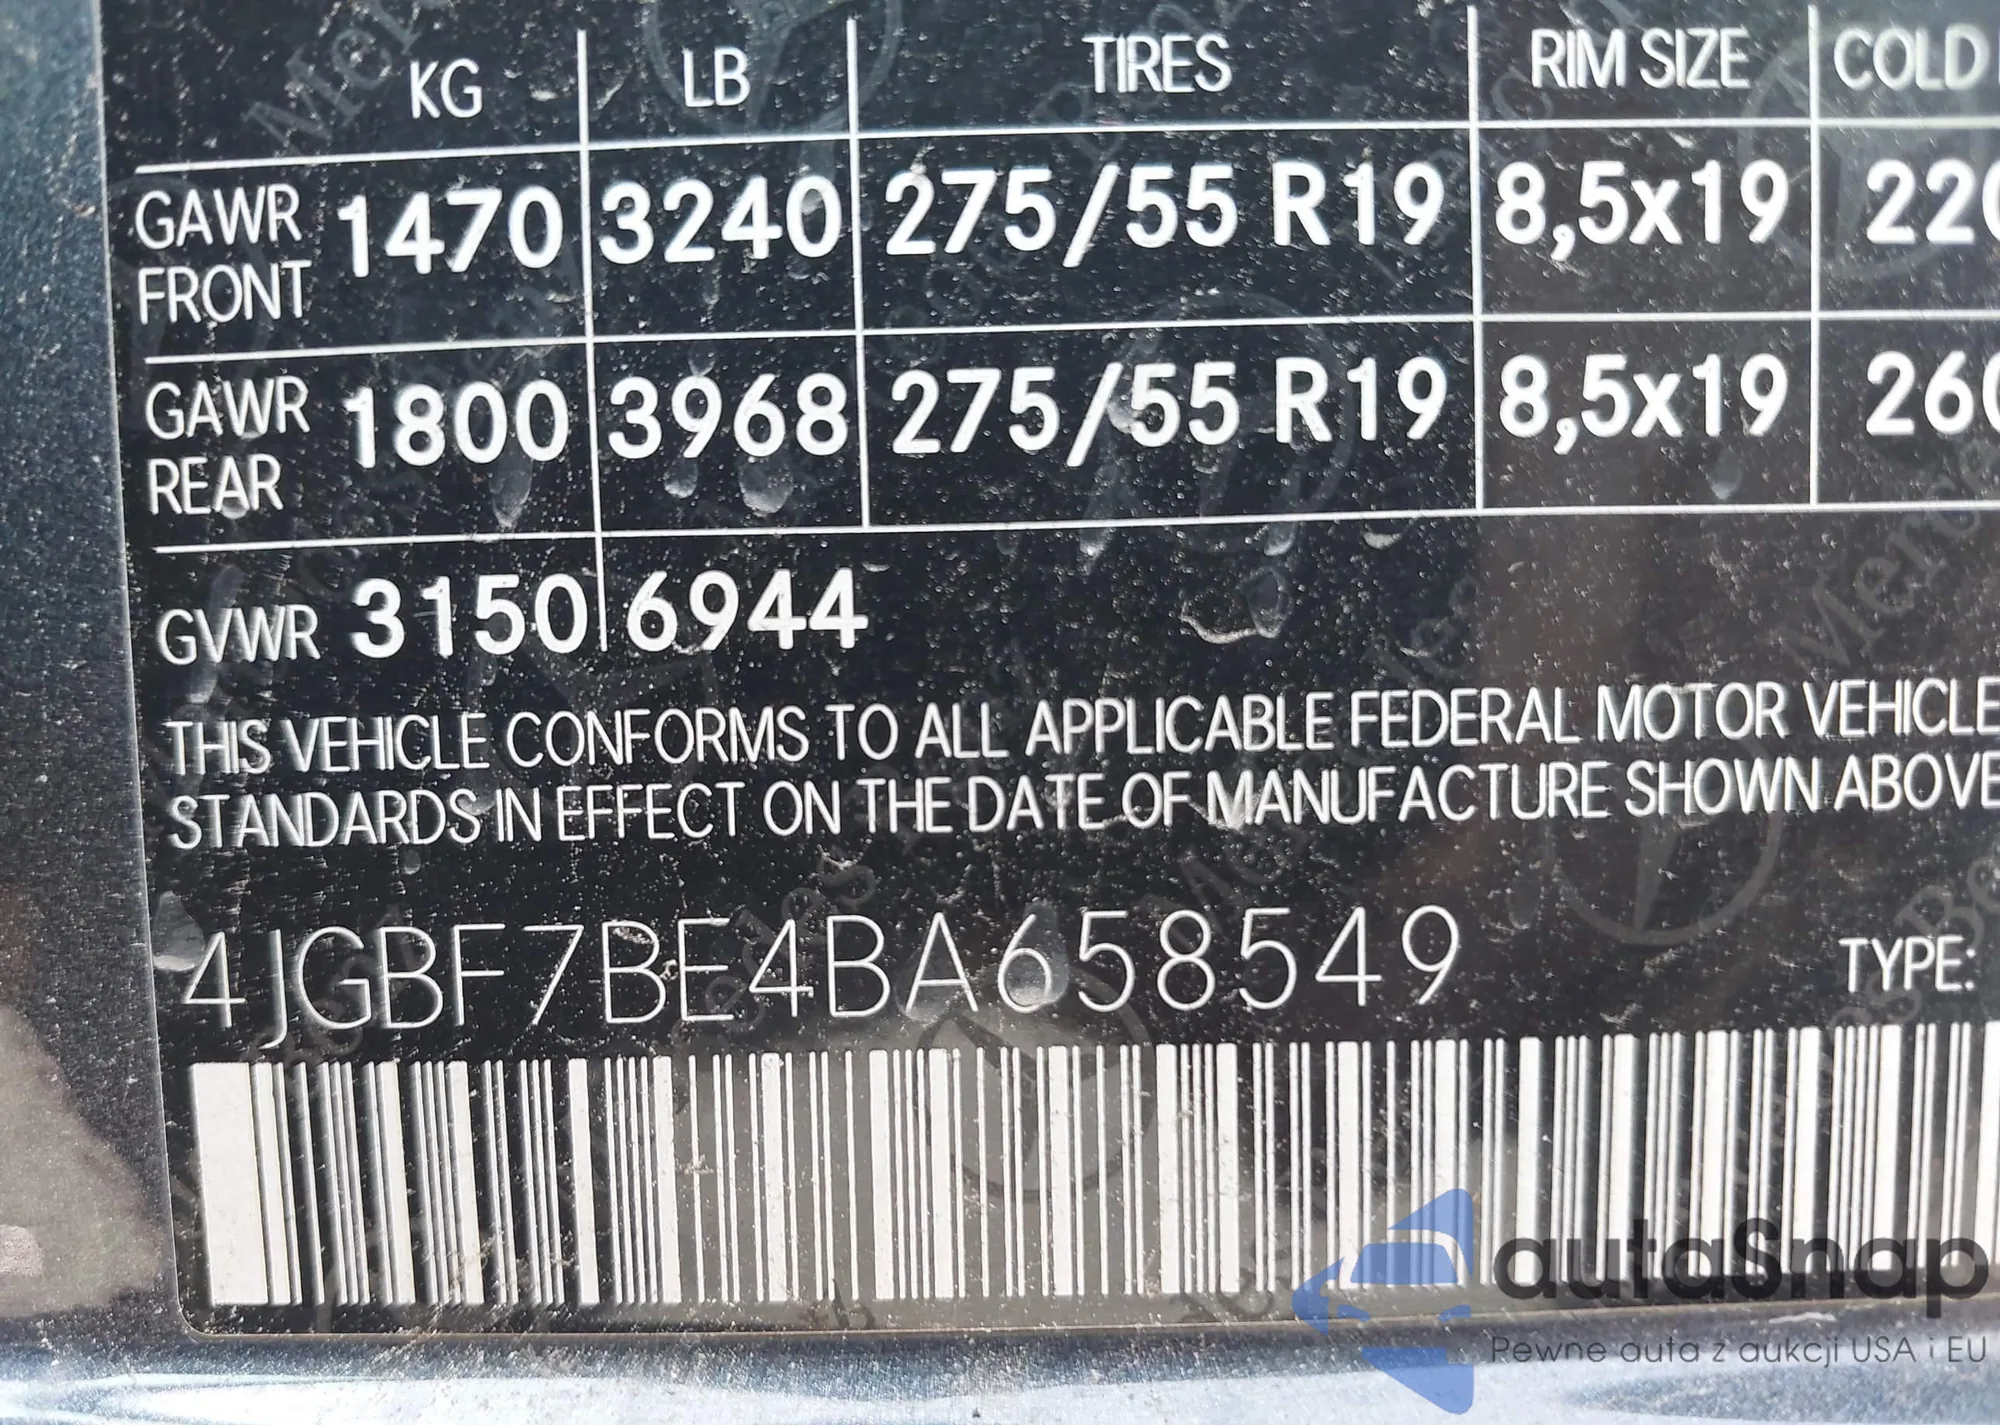 KG LB TIRES RIM SIZE COLD
GAWR FRONT 1470 3240 275/55 R19 8,5x19 220
GAWR REAR 1800 3968 275/55 R19 8,5x19 260
GVWR 3150 6944
THIS VEHICLE CONFORMS TO ALL APPLICABLE FEDERAL MOTOR VEHICLE
STANDARDS IN EFFECT ON THE DATE OF MANUFACTURE SHOWN ABOVE
4JGBF7BE4BA658549
TYPE:
autaSnap
Pewne auta z aukcji USA i EU